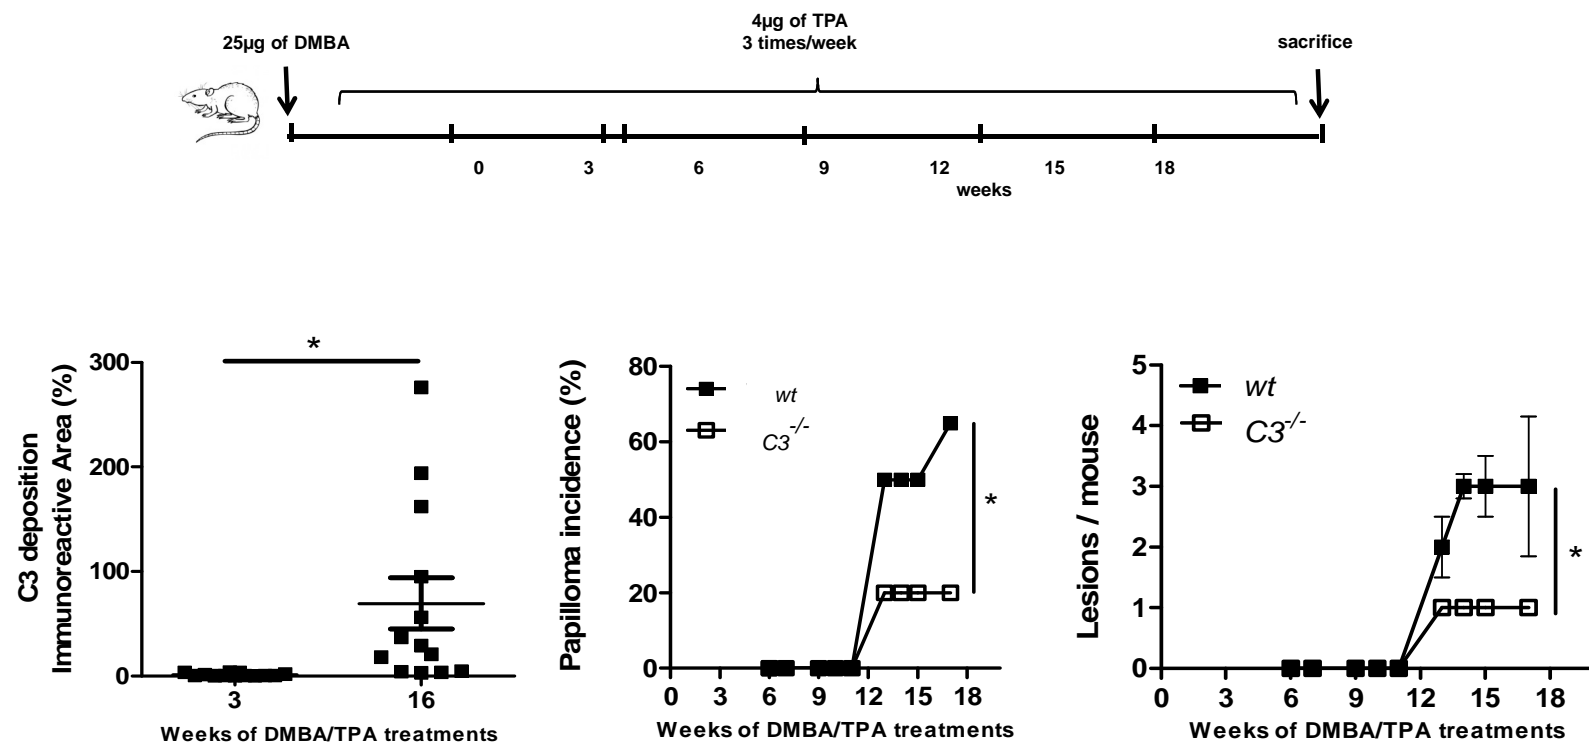 4µg of TPA
25µg of DMBA
3 times/week
sacrifice
0 3 6 9 12 15 18
weeks
*
300
200
100
0
C3 deposition
Immunoreactive Area (%)
3 16
Weeks of DMBA/TPA treatments
80
60
40
20
0
Papilloma incidence (%)
wt
C3-/-
*
0 3 6 9 12 15 18
Weeks of DMBA/TPA treatments
5
4
3
2
1
0
Lesions / mouse
wt
C3-/-
*
0 3 6 9 12 15 18
Weeks of DMBA/TPA treatments